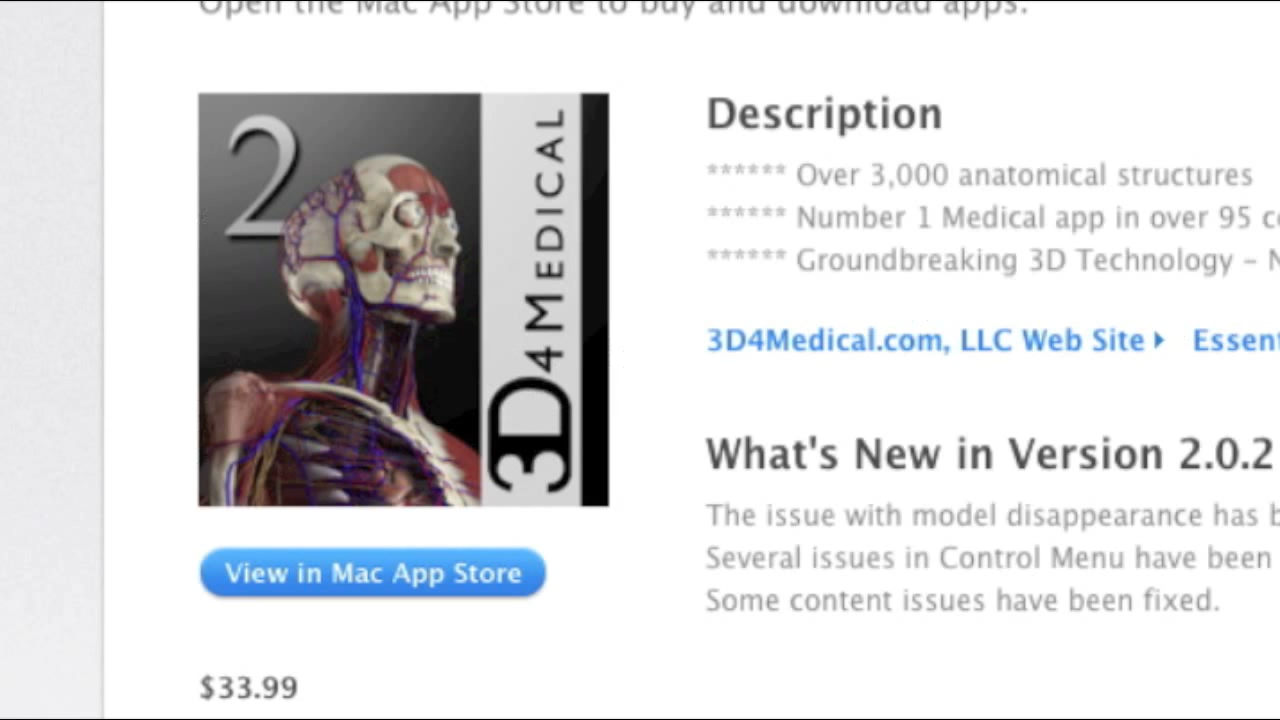 Open the Mac App Store to buy and download apps.
2
3D4MEDICAL
View in Mac App Store
$33.99
Description
****** Over 3,000 anatomical structures
****** Number 1 Medical app in over 95
****** Groundbreaking 3D Technology –
3D4Medical.com, LLC Web Site
What's New in Version 2.0.2
The issue with model disappearance has
Several issues in Control Menu have been
Some content issues have been fixed.